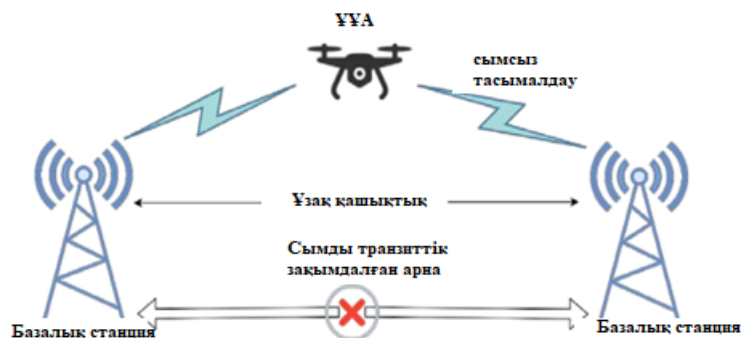 ҰҰА
сымсыз
тасымалдау
Ұзақ қашықтық
Сымды транзиттік
зақымдалған арна
Базалық станция
Базалық станция